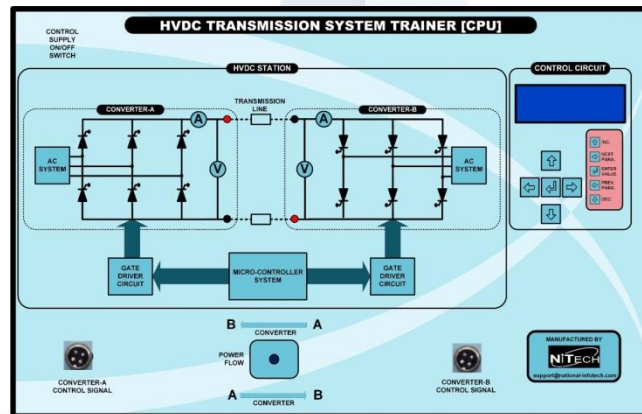 HVDC TRANSMISSION SYSTEM TRAINER [CPU]
CONTROL
SUPPLY
ON/OFF
SWITCH
HVDC STATION
CONTROL CIRCUIT
CONVERTER-A
TRANSMISSION
LINE
CONVERTER-B
A
A
AC
SYSTEM
V
V
AC
SYSTEM
INC.
NEXT
PARA.
ENTER
VALUE
PREV.
PARA.
DEC.
GATE
DRIVER
CIRCUIT
MICRO-CONTROLLER
SYSTEM
GATE
DRIVER
CIRCUIT
B A
CONVERTER
POWER
FLOW
A B
CONVERTER
CONVERTER-A
CONTROL SIGNAL
CONVERTER-B
CONTROL SIGNAL
MANUFACTURED BY
NiTECH
support@national-infotech.com